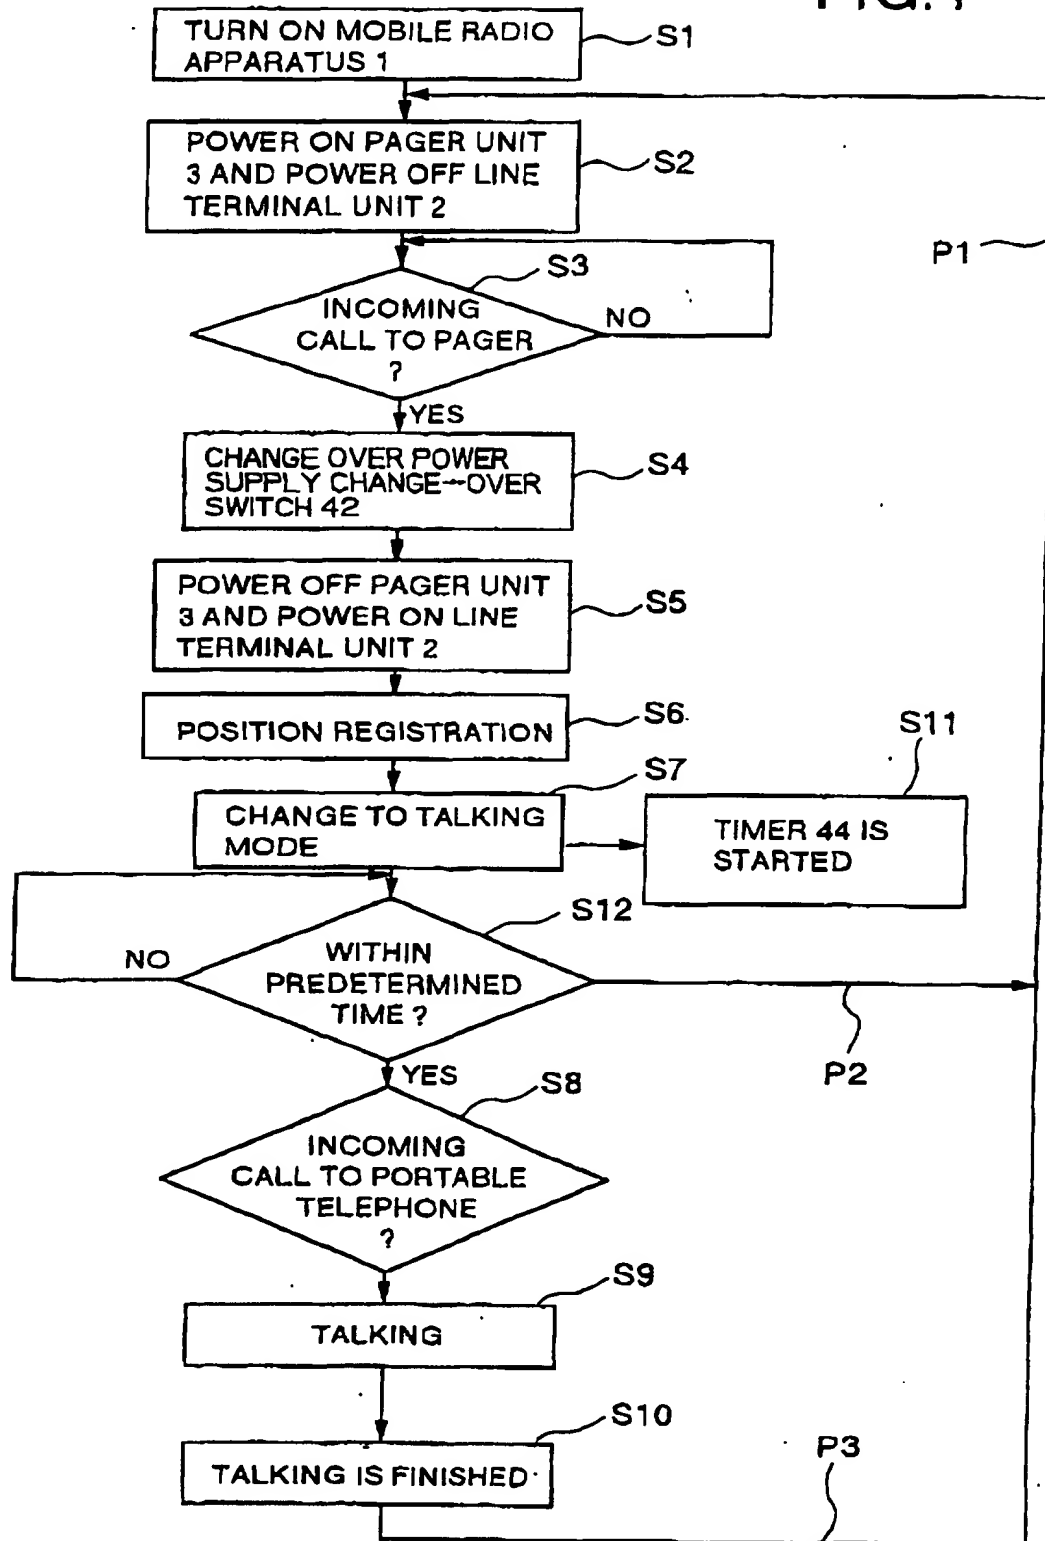 TURN ON MOBILE RADIO
APPARATUS 1
S1
POWER ON PAGER UNIT
3 AND POWER OFF LINE
TERMINAL UNIT 2
S2
P1
S3
INCOMING
CALL TO PAGER
?
NO
YES
CHANGE OVER POWER
SUPPLY CHANGE-OVER
SWITCH 42
S4
POWER OFF PAGER UNIT
3 AND POWER ON LINE
TERMINAL UNIT 2
S5
POSITION REGISTRATION
S6
S7
CHANGE TO TALKING
MODE
S11
TIMER 44 IS
STARTED
S12
WITHIN
PREDETERMINED
TIME ?
NO
P2
YES
S8
INCOMING
CALL TO PORTABLE
TELEPHONE
?
S9
TALKING
S10
TALKING IS FINISHED
P3